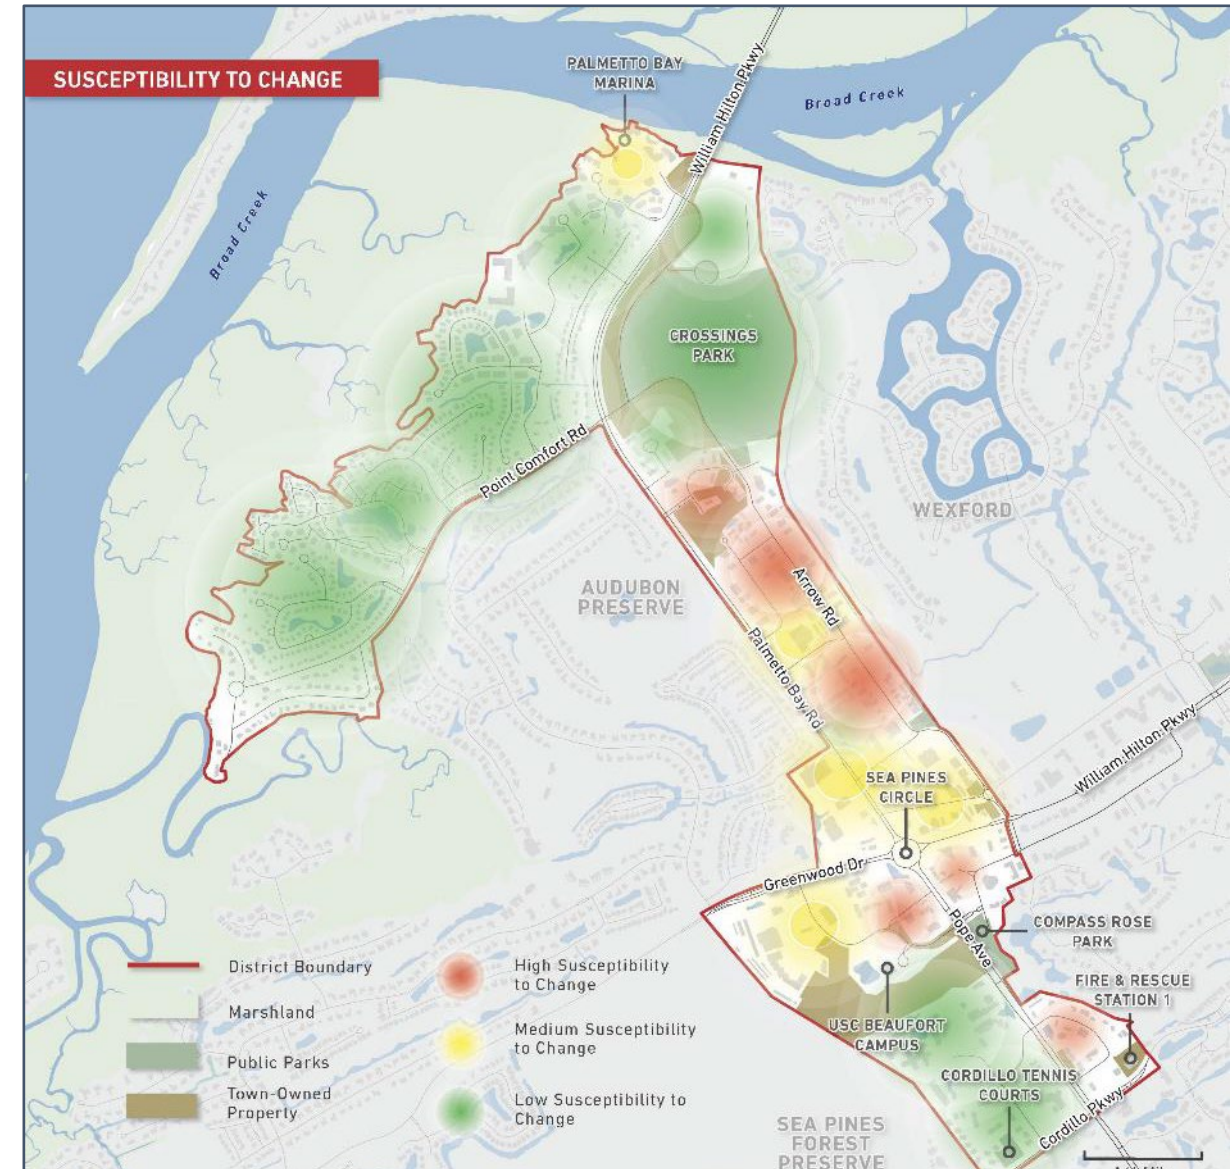 SUSCEPTIBILITY TO CHANGE
PALMETTO BAY
MARINA
William Hilton Pkwy
Broad Creek
Broad Creek
CROSSINGS
PARK
Point Comfort Rd
WEXFORD
AUDUBON
PRESERVE
Arrow Rd
Palmetto Bay Rd
William Hilton Pkwy
SEA PINES
CIRCLE
Greenwood Dr
Pope Ave
COMPASS ROSE
PARK
FIRE & RESCUE
STATION 1
USC BEAUFORT
CAMPUS
CORDILLO TENNIS
COURTS
Cordillo Pkwy
SEA PINES
FOREST
PRESERVE
District Boundary
Marshland
Public Parks
Town-Owned
Property
High Susceptibility
to Change
Medium Susceptibility
to Change
Low Susceptibility to
Change